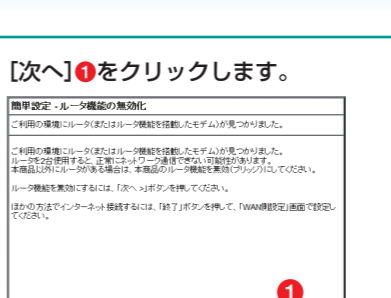 [次へ]❶をクリックします。
簡単設定 - ルータ機能の無効化
ご利用の環境にルータ(またはルータ機能を搭載したモデム)が見つかりました。
ご利用の環境にルータ(またはルータ機能を搭載したモデム)が見つかりました。
ルータを2台使用すると、正常にネットワーク通信できない可能性があります。
本商品以外にルータがある場合は、本商品のルータ機能を無効(ブリッジ)にしてください。
ルータ機能を無効にするには、「次へ >」ボタンを押してください。
ほかの方法でインターネット接続するには、「終了」ボタンを押して、「WAN側設定」画面で設定し
てください。
❶